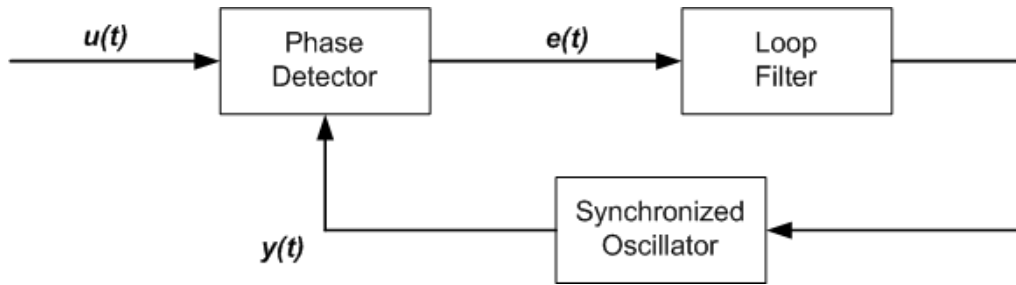 u(t)
Phase
Detector
e(t)
Loop
Filter
Synchronized
Oscillator
y(t)